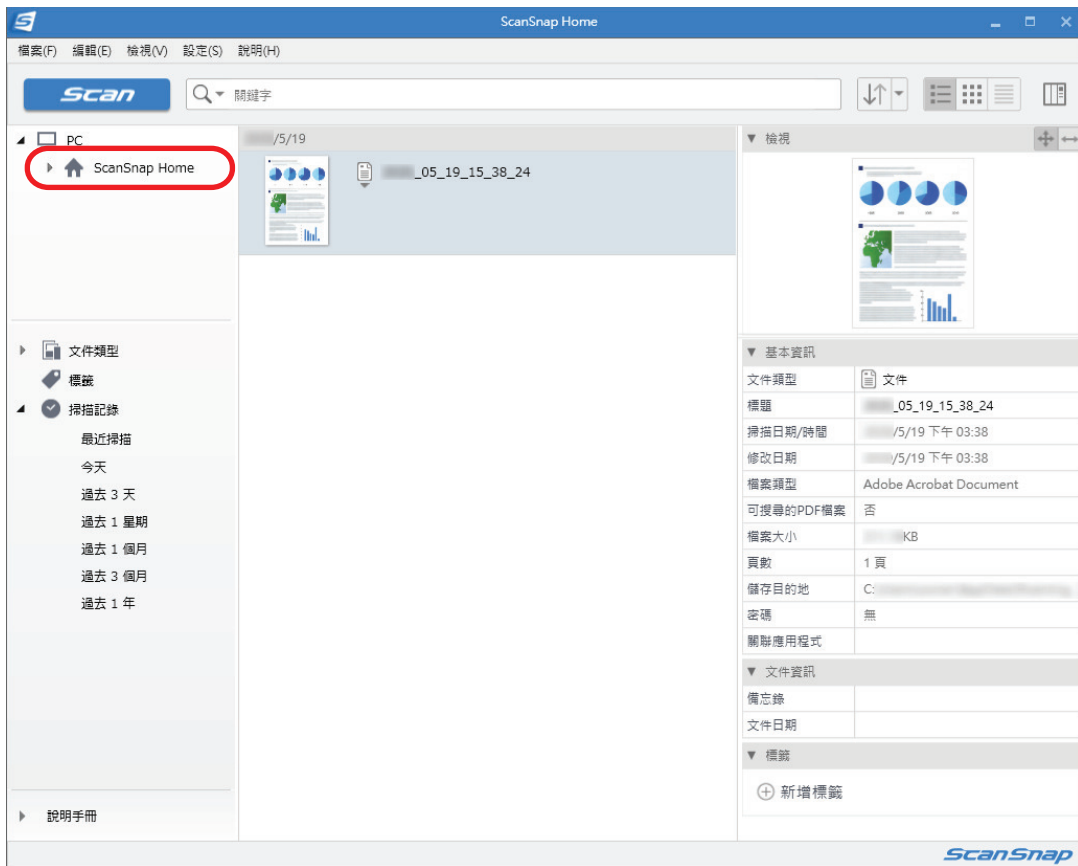 ScanSnap Home
檔案(F) 編輯(E) 檢視(V) 設定(S) 說明(H)
Scan
關鍵字
PC
ScanSnap Home
文件類型
標籤
掃描記錄
最近掃描
今天
過去 3 天
過去 1 星期
過去 1 個月
過去 3 個月
過去 1 年
說明手冊
/5/19
_05_19_15_38_24
檢視
基本資訊
文件類型 文件
標題 _05_19_15_38_24
掃描日期/時間 /5/19 下午 03:38
修改日期 /5/19 下午 03:38
檔案類型 Adobe Acrobat Document
可搜尋的PDF檔案 否
檔案大小 KB
頁數 1 頁
儲存目的地 C:
密碼 無
關聯應用程式
文件資訊
備忘錄
文件日期
標籤
新增標籤
ScanSnap